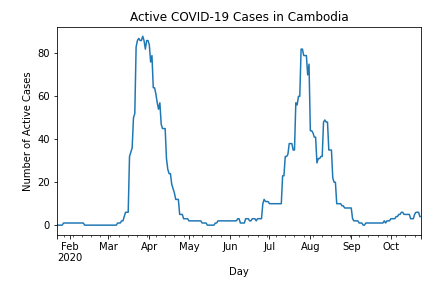 Active COVID-19 Cases in Cambodia
Number of Active Cases
80
60
40
20
0
Feb Mar Apr May Jun Jul Aug Sep Oct
2020
Day